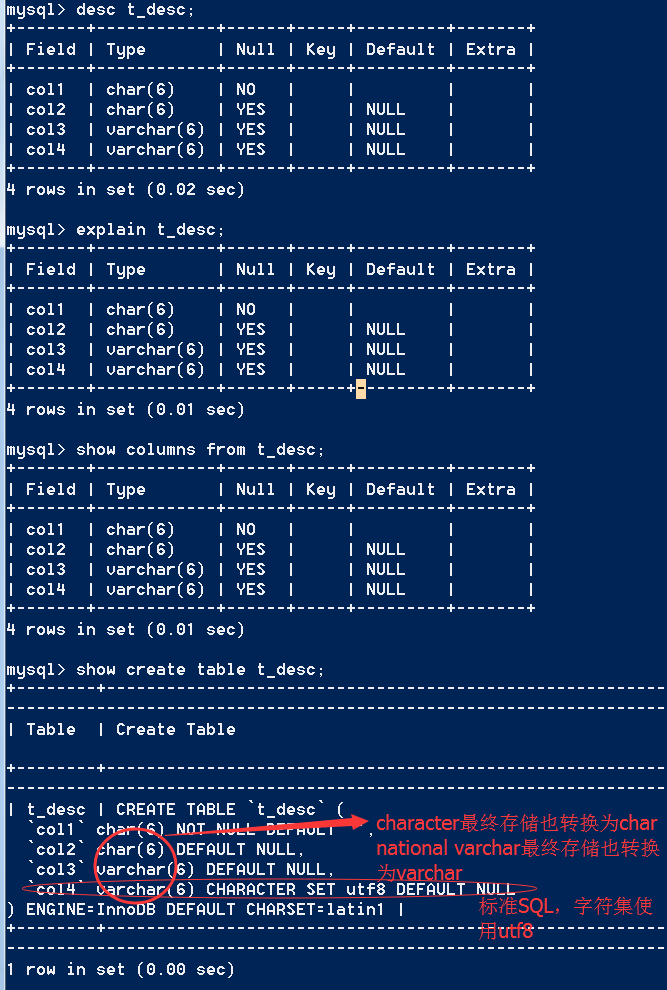 mysql> desc t_desc;
+-------+------------+------+-----+---------+-------+
| Field | Type       | Null | Key | Default | Extra |
+-------+------------+------+-----+---------+-------+
| col1  | char(6)    | NO   |     |         |       |
| col2  | char(6)    | YES  |     | NULL    |       |
| col3  | varchar(6) | YES  |     | NULL    |       |
| col4  | varchar(6) | YES  |     | NULL    |       |
+-------+------------+------+-----+---------+-------+
4 rows in set (0.02 sec)
mysql> explain t_desc;
+-------+------------+------+-----+---------+-------+
| Field | Type       | Null | Key | Default | Extra |
+-------+------------+------+-----+---------+-------+
| col1  | char(6)    | NO   |     |         |       |
| col2  | char(6)    | YES  |     | NULL    |       |
| col3  | varchar(6) | YES  |     | NULL    |       |
| col4  | varchar(6) | YES  |     | NULL    |       |
+-------+------------+------+-----+---------+-------+
4 rows in set (0.01 sec)
mysql> show columns from t_desc;
+-------+------------+------+-----+---------+-------+
| Field | Type       | Null | Key | Default | Extra |
+-------+------------+------+-----+---------+-------+
| col1  | char(6)    | NO   |     |         |       |
| col2  | char(6)    | YES  |     | NULL    |       |
| col3  | varchar(6) | YES  |     | NULL    |       |
| col4  | varchar(6) | YES  |     | NULL    |       |
+-------+------------+------+-----+---------+-------+
4 rows in set (0.01 sec)
mysql> show create table t_desc;
| Table  | Create Table
| t_desc | CREATE TABLE `t_desc` (
`col1` char(6) NOT NULL DEFAULT '',
`col2` char(6) DEFAULT NULL,
`col3` varchar(6) DEFAULT NULL,
`col4` varchar(6) CHARACTER SET utf8 DEFAULT NULL
) ENGINE=InnoDB DEFAULT CHARSET=latin1 |
1 row in set (0.00 sec)
character最终存储也转换为char
national varchar最终存储也转换
为varchar
标准SQL，字符集使
用utf8